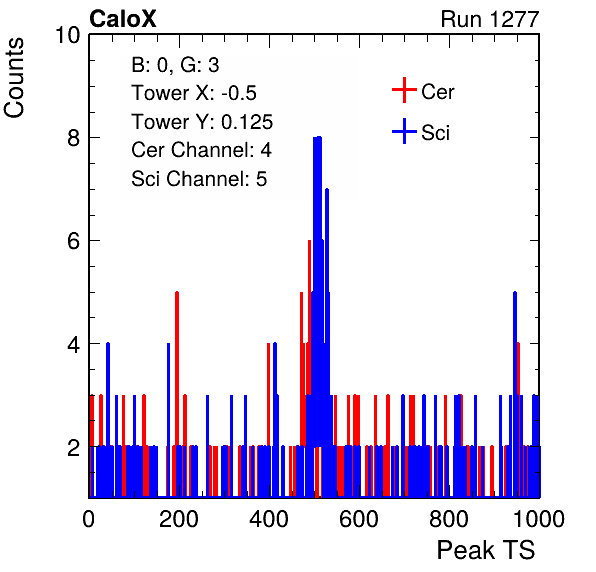 CaloX Run 1277
Counts
10
8
6
4
2
B: 0, G: 3
Tower X: -0.5
Tower Y: 0.125
Cer Channel: 4
Sci Channel: 5
Cer
Sci
0 200 400 600 800 1000
Peak TS